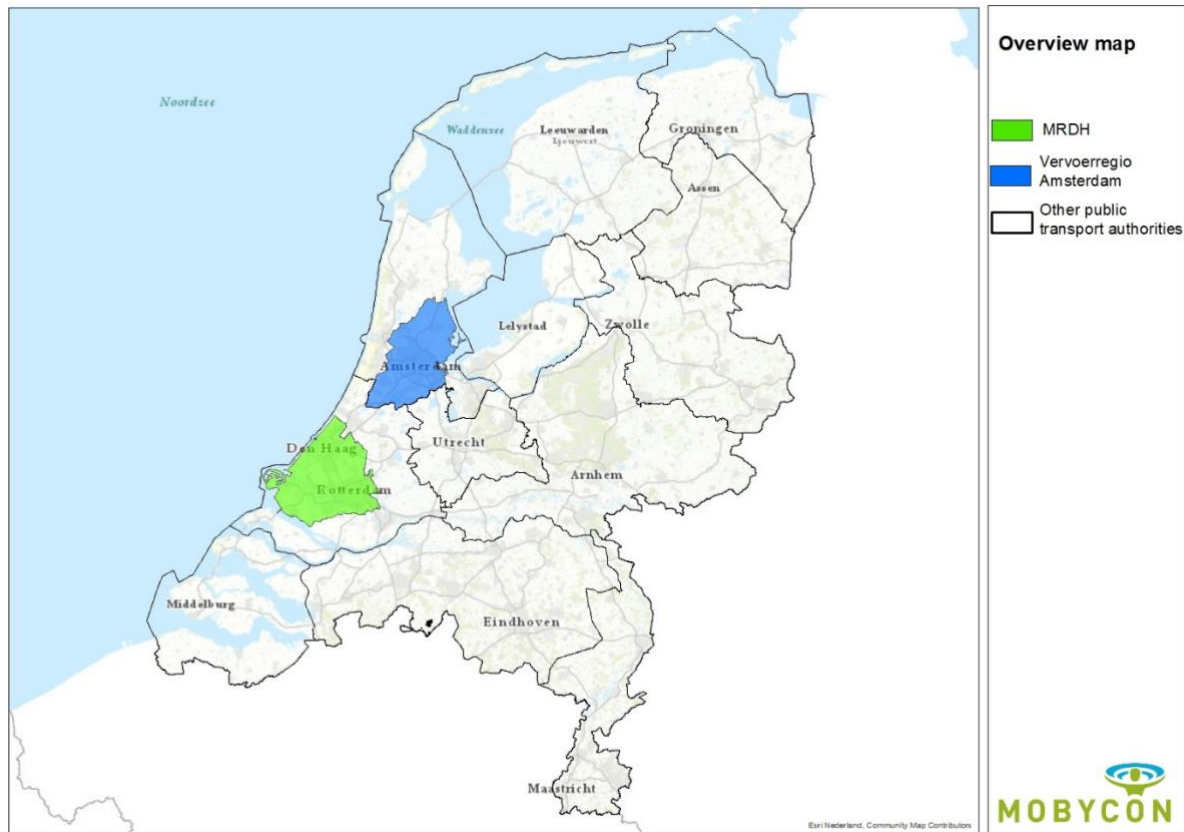 Noordzee
Waddenzee
Leeuwarden
Ljouwert
Groningen
Assen
Lelystad
Zwolle
Amsterdam
Utrecht
Den Haag
Rotterdam
Arnhem
Middelburg
Eindhoven
Maastricht
Esri Nederland, Community Map Contributors
Overview map
MRDH
Vervoerregio
Amsterdam
Other public
transport authorities
MOBYCON